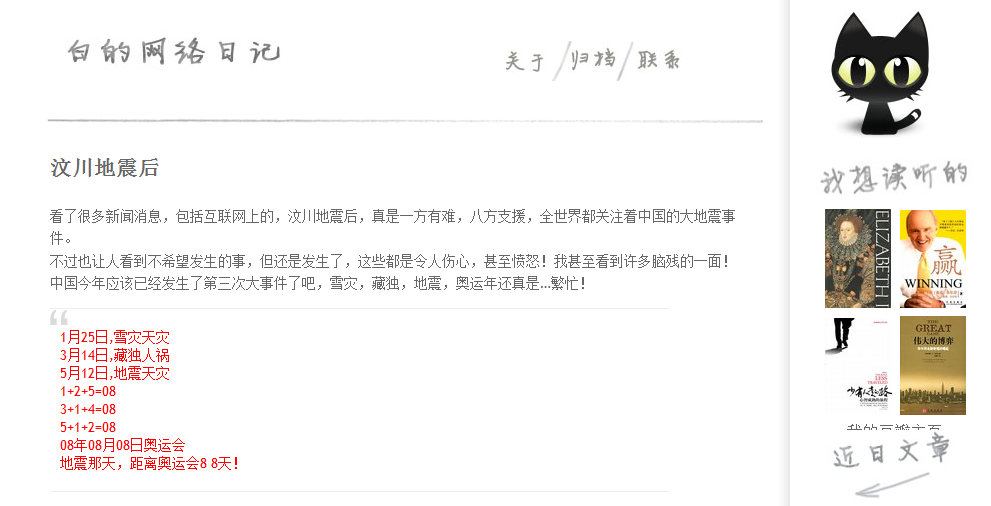 白的网络日记
关于/归档/联系
汶川地震后
看了很多新闻消息，包括互联网上的，汶川地震后，真是一方有难，八方支援，全世界都关注着中国的大地震事
件。
不过也让人看到不希望发生的事，但还是发生了，这些都是令人伤心，甚至愤怒！我甚至看到许多脑残的一面！
中国今年应该已经发生了第三次大事件了吧，雪灾，藏独，地震，奥运年还真是...繁忙！
“
1月25日,雪灾天灾
3月14日,藏独人祸
5月12日,地震天灾
1+2+5=08
3+1+4=08
5+1+2=08
08年08月08日奥运会
地震那天，距离奥运会8 8天！
我想读听的
ELIZABETH I
赢
WINNING
少有人走的路
THE
GREAT
GAME
伟大的博弈
我的豆瓣主页
近日文章